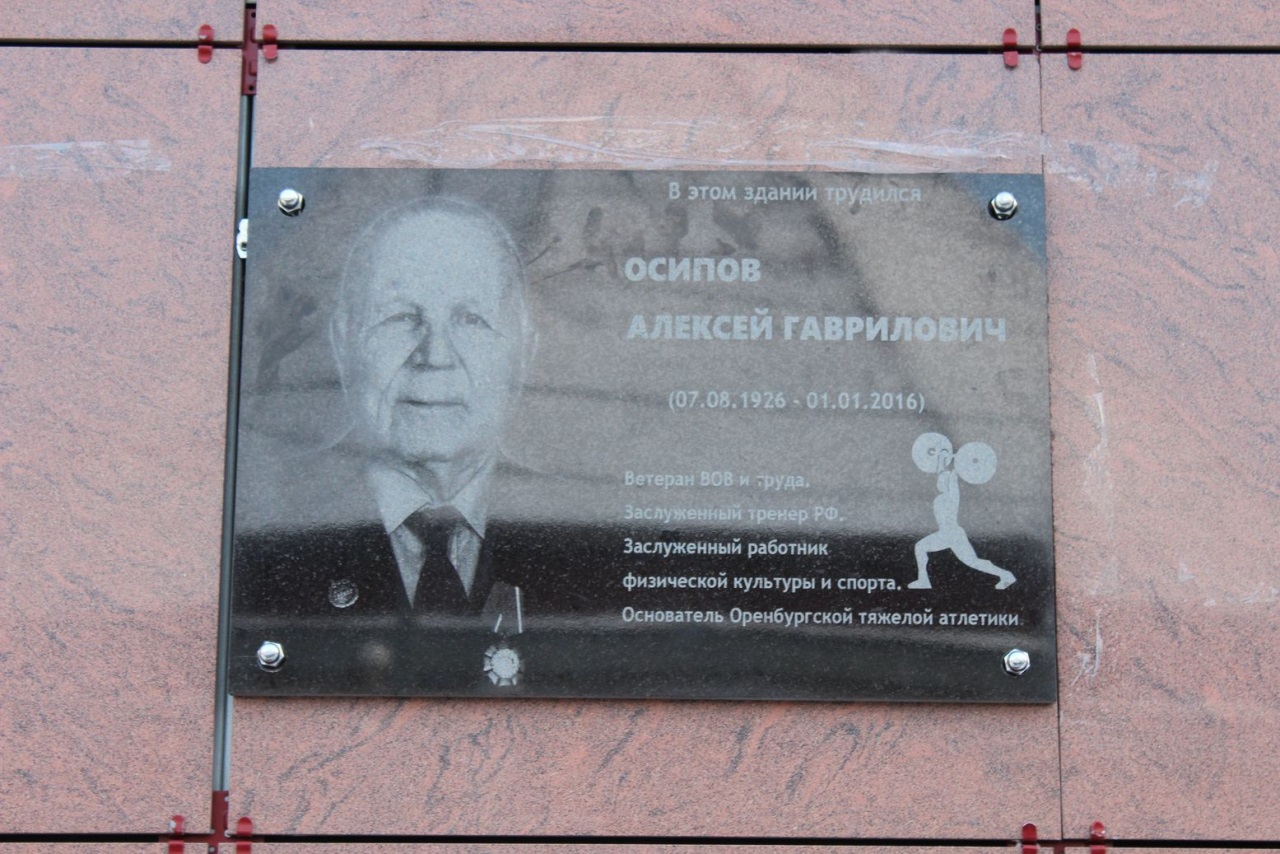 В этом здании трудился
ОСИПОВ
АЛЕКСЕЙ ГАВРИЛОВИЧ
(07.08.1926 - 01.01.2016)
Ветеран ВОВ и труда.
Заслуженный тренер РФ.
Заслуженный работник
физической культуры и спорта.
Основатель Оренбургской тяжелой атлетики